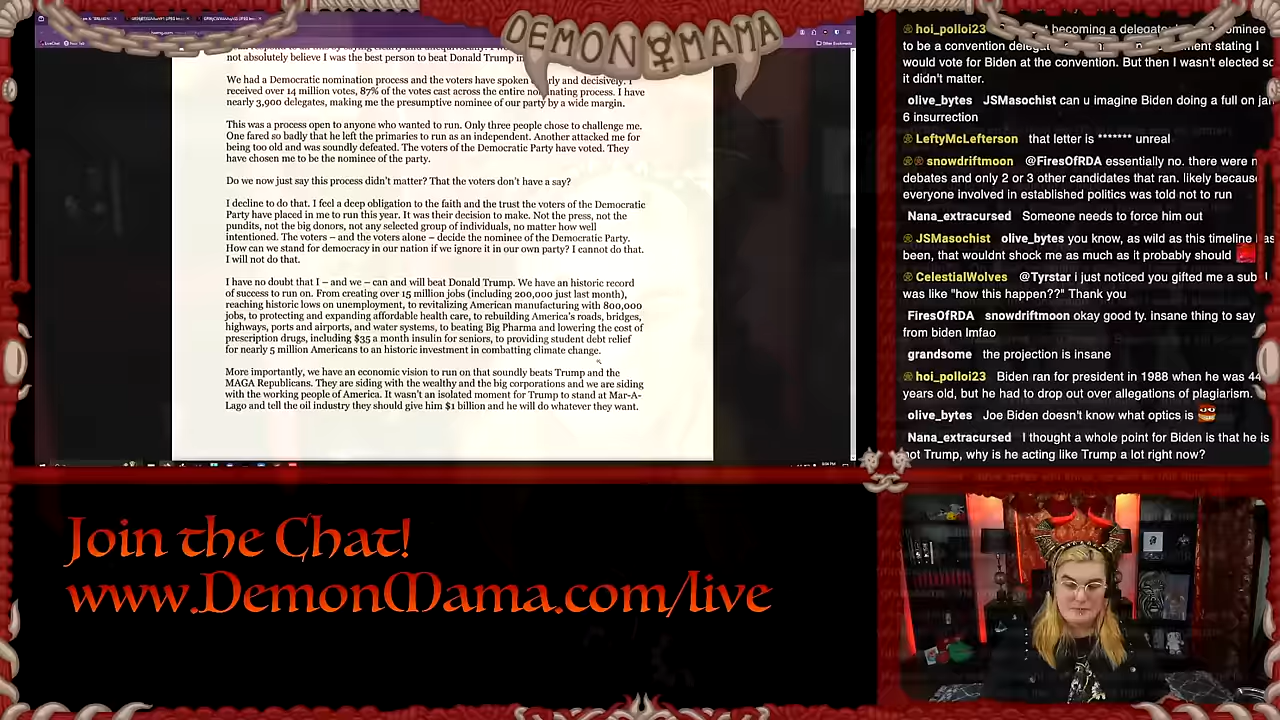 DEMON MAMA
not absolutely believe I was the best person to beat Donald Trump in
We had a Democratic nomination process and the voters have spoken clearly and decisively. I
received over 14 million votes, 87% of the votes cast across the entire nominating process. I have
nearly 3,900 delegates, making me the presumptive nominee of our party by a wide margin.
This was a process open to anyone who wanted to run. Only three people chose to challenge me.
One fared so badly that he left the primaries to run as an independent. Another attacked me for
being too old and was soundly defeated. The voters of the Democratic Party have voted. They
have chosen me to be the nominee of the party.
Do we now just say this process didn't matter? That the voters don't have a say?
I decline to do that. I feel a deep obligation to the faith and the trust the voters of the Democratic
Party have placed in me to run this year. It was their decision to make. Not the press, not the
pundits, not the big donors, not any selected group of individuals, no matter how well
intentioned. The voters – and the voters alone – decide the nominee of the Democratic Party.
How can we stand for democracy in our nation if we ignore it in our own party? I cannot do that.
I will not do that.
I have no doubt that I – and we – can and will beat Donald Trump. We have an historic record
of success to run on. From creating over 15 million jobs (including 200,000 just last month),
reaching historic lows on unemployment, to revitalizing American manufacturing with 800,000
jobs, to protecting and expanding affordable health care, to rebuilding America's roads, bridges,
highways, ports and airports, and water systems, to beating Big Pharma and lowering the cost of
prescription drugs, including $35 a month insulin for seniors, to providing student debt relief
for nearly 5 million Americans to an historic investment in combatting climate change.
More importantly, we have an economic vision to run on that soundly beats Trump and the
MAGA Republicans. They are siding with the wealthy and the big corporations and we are siding
with the working people of America. It wasn't an isolated moment for Trump to stand at Mar-A-
Lago and tell the oil industry they should give him $1 billion and he will do whatever they want.
hoi_polloi23 becoming a delegate
to be a convention stating I
would vote for Biden at the convention. But then I wasn't elected so
it didn't matter.
olive_bytes JSMasochist can u imagine Biden doing a full on jan
6 insurrection
LeftyMcLefterson that letter is ******* unreal
snowdriftmoon @FiresOfRDA essentially no. there were n
debates and only 2 or 3 other candidates that ran. likely because
everyone involved in established politics was told not to run
Nana_extracursed Someone needs to force him out
JSMasochist olive_bytes you know, as wild as this timeline has
been, that wouldnt shock me as much as it probably should
CelestialWolves @Tyrstar i just noticed you gifted me a sub. I
was like "how this happen??" Thank you
FiresOfRDA snowdriftmoon okay good ty. insane thing to say
from biden lmfao
grandsome the projection is insane
hoi_polloi23 Biden ran for president in 1988 when he was 44
years old, but he had to drop out over allegations of plagiarism.
olive_bytes Joe Biden doesn't know what optics is
Nana_extracursed I thought a whole point for Biden is that he is
not Trump, why is he acting like Trump a lot right now?
Join the Chat!
www.DemonMama.com/live